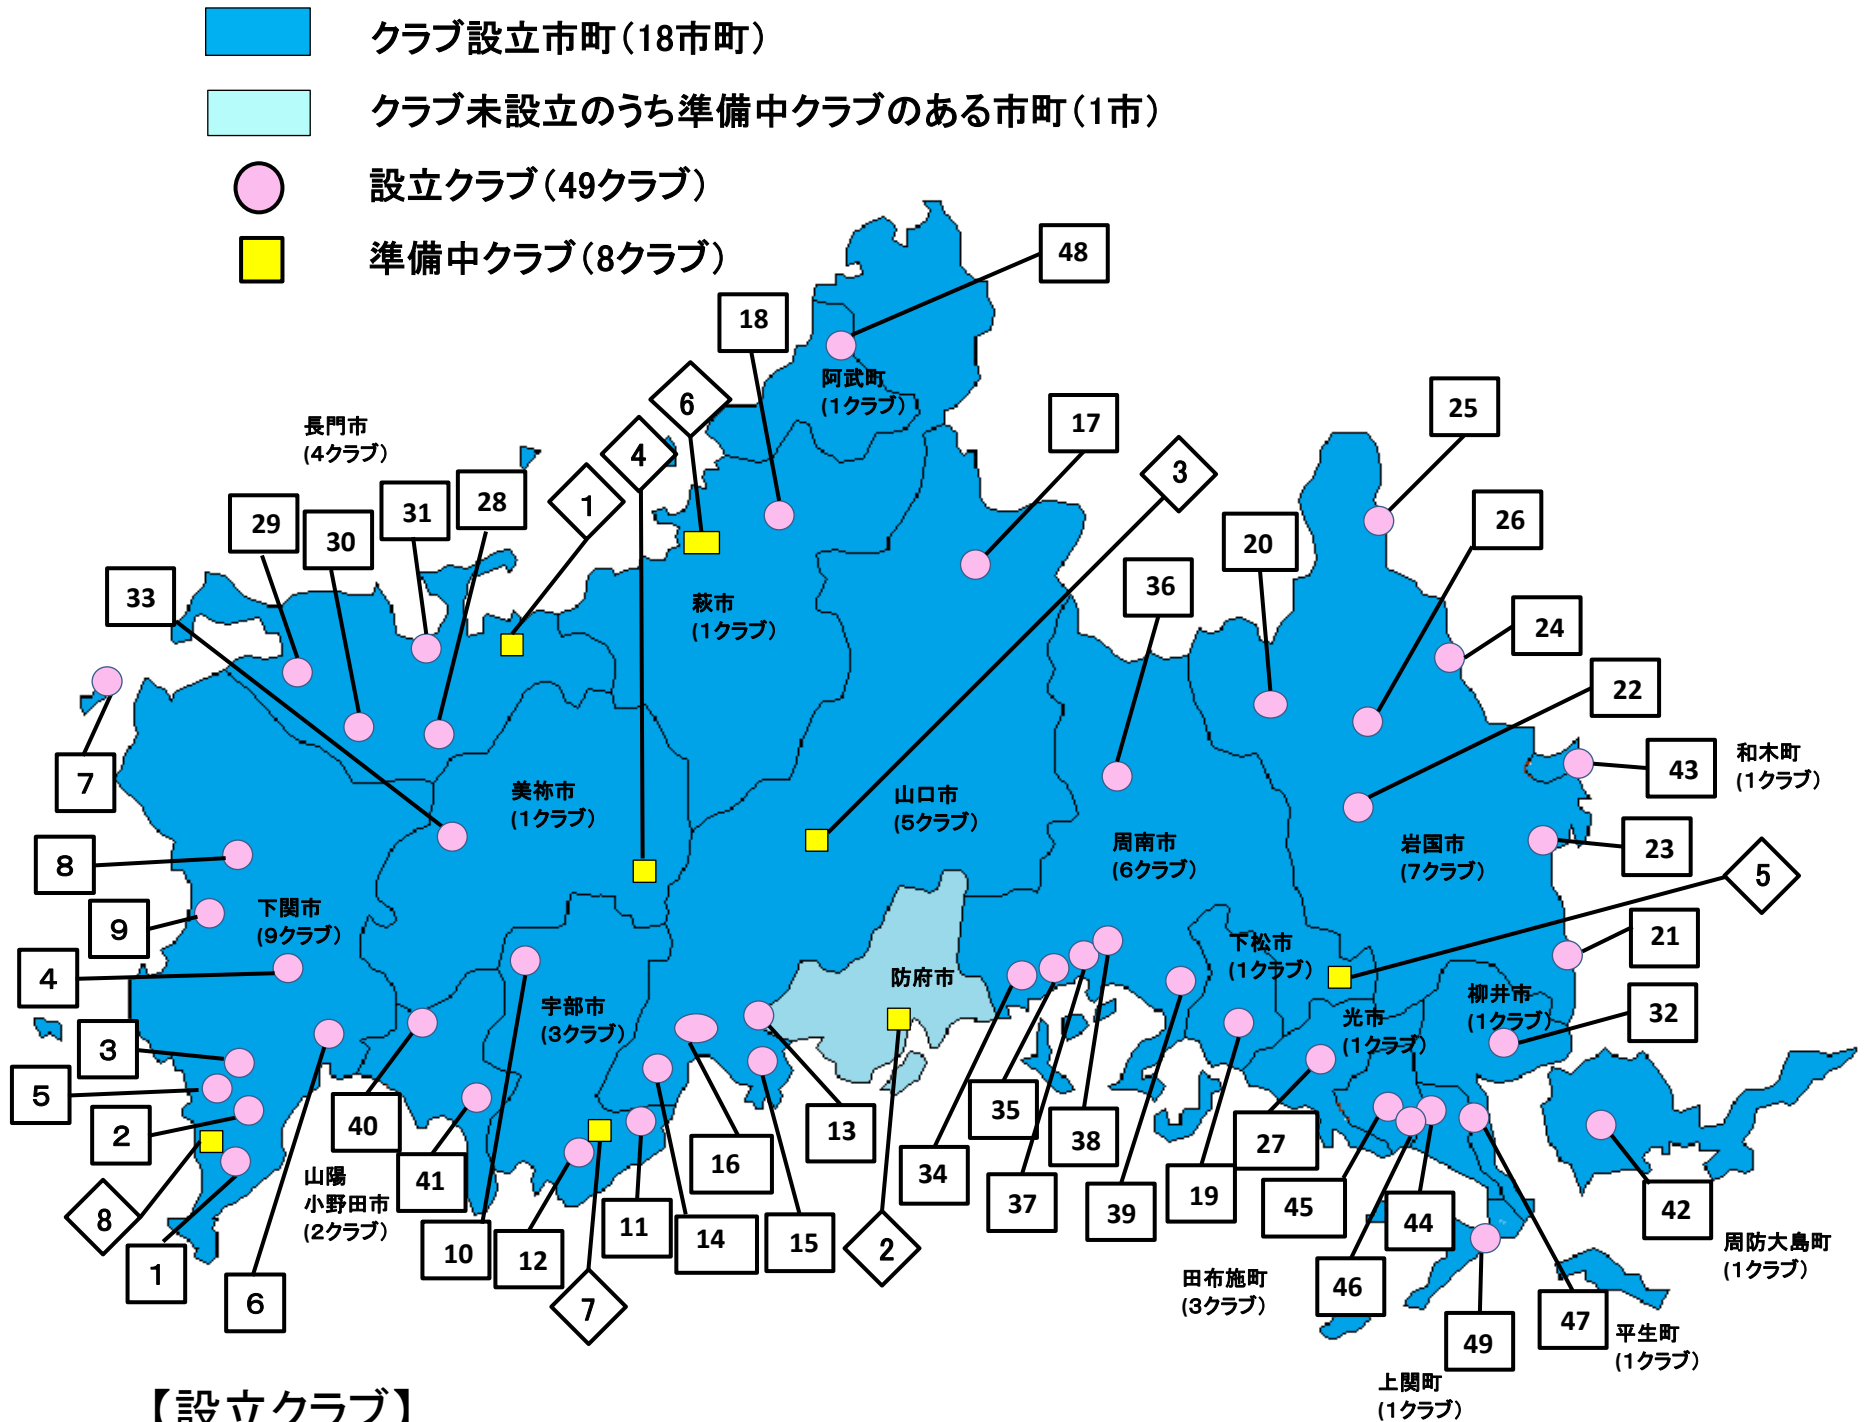 クラブ設立市町(18市町)
クラブ未設立のうち準備中クラブのある市町(1市)
設立クラブ(49クラブ)
準備中クラブ(8クラブ)
48
18
6
阿武町
(1クラブ)
25
長門市
(4クラブ)
17
4
3
28
1
31
29
30
26
20
36
33
萩市
(1クラブ)
24
22
7
43
和木町
(1クラブ)
美祢市
(1クラブ)
山口市
(5クラブ)
周南市
(6クラブ)
岩国市
(7クラブ)
23
8
5
9
下関市
(9クラブ)
21
下松市
(1クラブ)
4
防府市
柳井市
(1クラブ)
32
宇部市
(3クラブ)
光市
(1クラブ)
3
5
2
40
35
13
38
27
16
34
41
山陽
小野田市
(2クラブ)
19
37
39
45
44
42
8
11
14
15
2
10
12
周防大島町
(1クラブ)
1
6
7
田布施町
(3クラブ)
46
47
49
平生町
(1クラブ)
上関町
(1クラブ)
【設立クラブ】